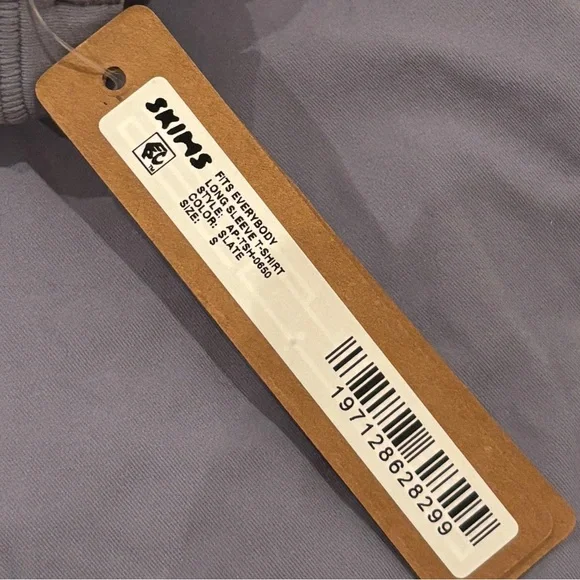 SKIMS
FITS EVERYBODY
LONG SLEEVE T-SHIRT
STYLE: AP-TSH-0650
COLOR: SLATE
SIZE: S
197128628299